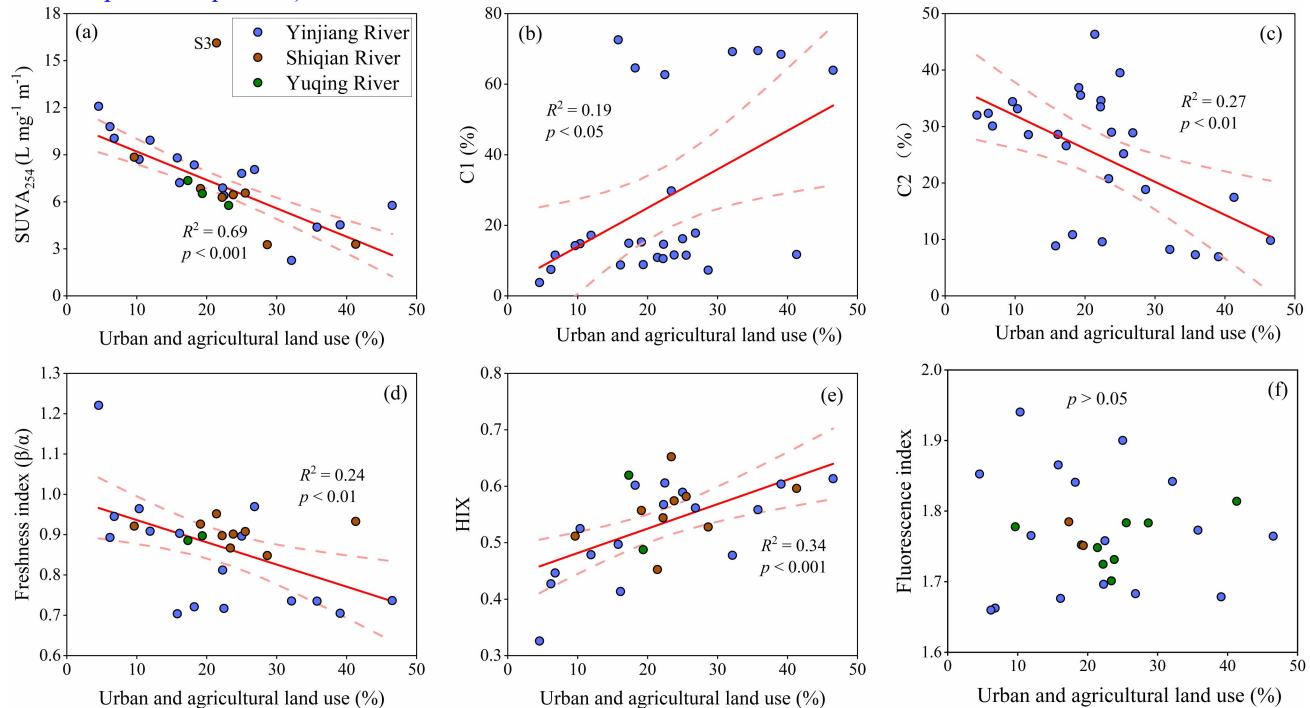 18
15
12
9
6
3
0
SUVA254 (L mg-1 m-1)
(a)
S3
Yinjiang River
Shiqian River
Yuqing River
R2 = 0.69
p < 0.001
0 10 20 30 40 50
Urban and agricultural land use (%)
80
60
40
20
0
C1 (%)
(b)
R2 = 0.19
p < 0.05
0 10 20 30 40 50
Urban and agricultural land use (%)
50
40
30
20
10
0
C2 (%)
(c)
R2 = 0.27
p < 0.01
0 10 20 30 40 50
Urban and agricultural land use (%)
1.3
1.2
1.1
1.0
0.9
0.8
0.7
0.6
Freshness index (β/α)
(d)
R2 = 0.24
p < 0.01
0 10 20 30 40 50
Urban and agricultural land use (%)
0.8
0.7
0.6
0.5
0.4
0.3
HIX
(e)
R2 = 0.34
p < 0.001
0 10 20 30 40 50
Urban and agricultural land use (%)
2.0
1.9
1.8
1.7
1.6
Fluorescence index
(f)
p > 0.05
0 10 20 30 40 50
Urban and agricultural land use (%)